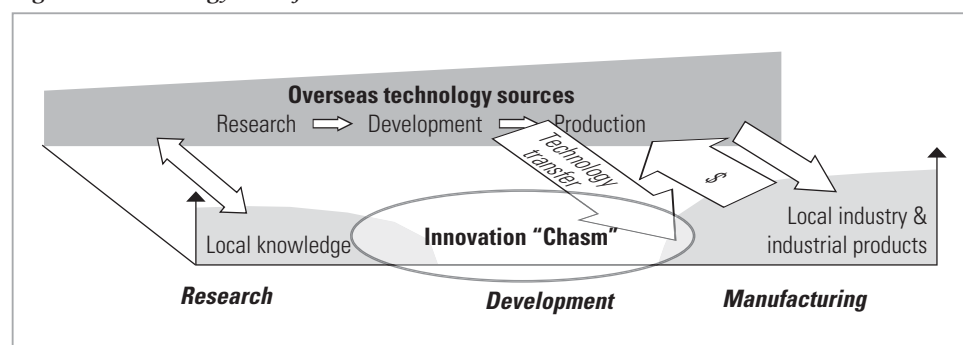 Overseas technology sources
Research Development Production
Technology
transfer
$
Local knowledge
Innovation "Chasm"
Local industry &
industrial products
Research
Development
Manufacturing